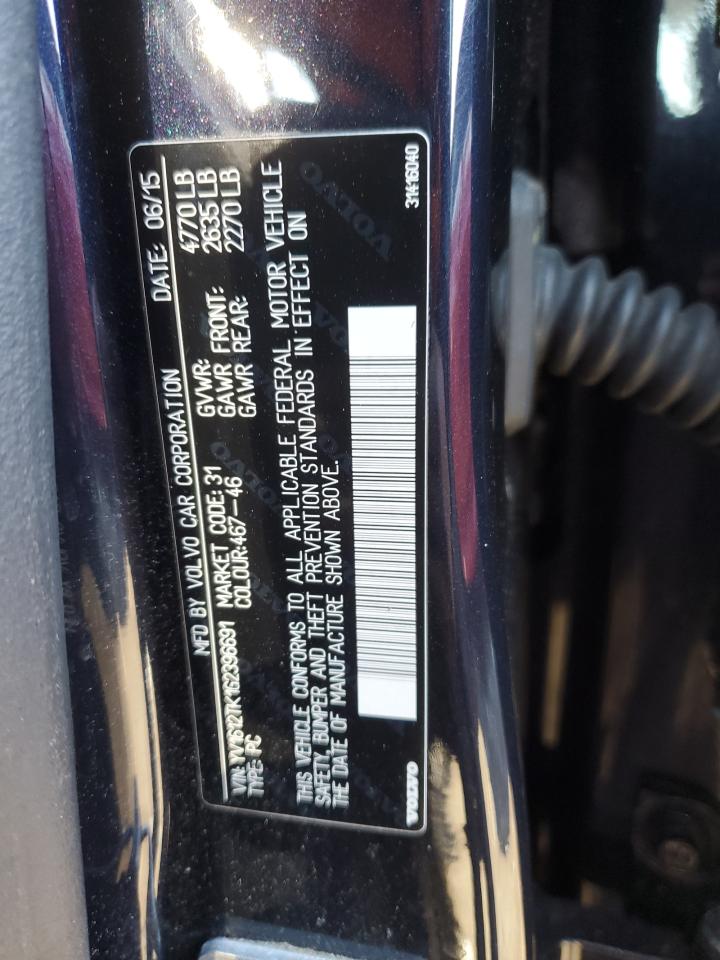 MFD BY VOLVO CAR CORPORATION DATE: 06/15
VIN: YV1612TK1G2396691 MARKET CODE: 31 GVWR: 4770 LB
TYPE: PC COLOUR:467-46 GAWR FRONT: 2635 LB
GAWR REAR: 2270 LB
THIS VEHICLE CONFORMS TO ALL APPLICABLE FEDERAL MOTOR VEHICLE
SAFETY, BUMPER AND THEFT PREVENTION STANDARDS IN EFFECT ON
THE DATE OF MANUFACTURE SHOWN ABOVE.
VOLVO 31416040